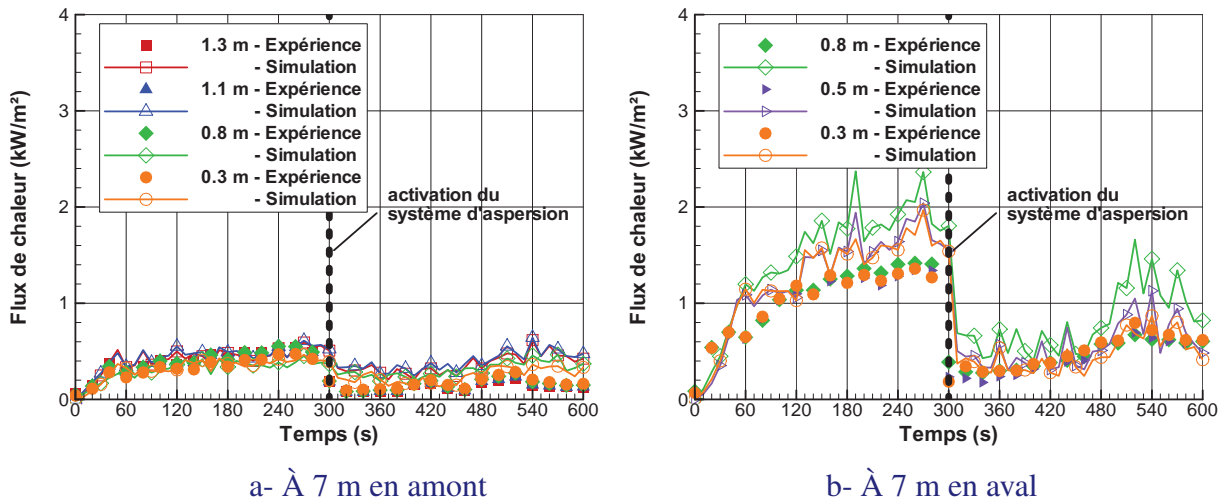 4
3
2
1
0
0
60
120
180
240
300
360
420
480
540
600
Temps (s)
Flux de chaleur (kW/m²)
1.3 m - Expérience
- Simulation
1.1 m - Expérience
- Simulation
0.8 m - Expérience
- Simulation
0.3 m - Expérience
- Simulation
activation du
système d'aspersion
a- À 7 m en amont
4
3
2
1
0
0
60
120
180
240
300
360
420
480
540
600
Temps (s)
Flux de chaleur (kW/m²)
0.8 m - Expérience
- Simulation
0.5 m - Expérience
- Simulation
0.3 m - Expérience
- Simulation
activation du
système d'aspersion
b- À 7 m en aval